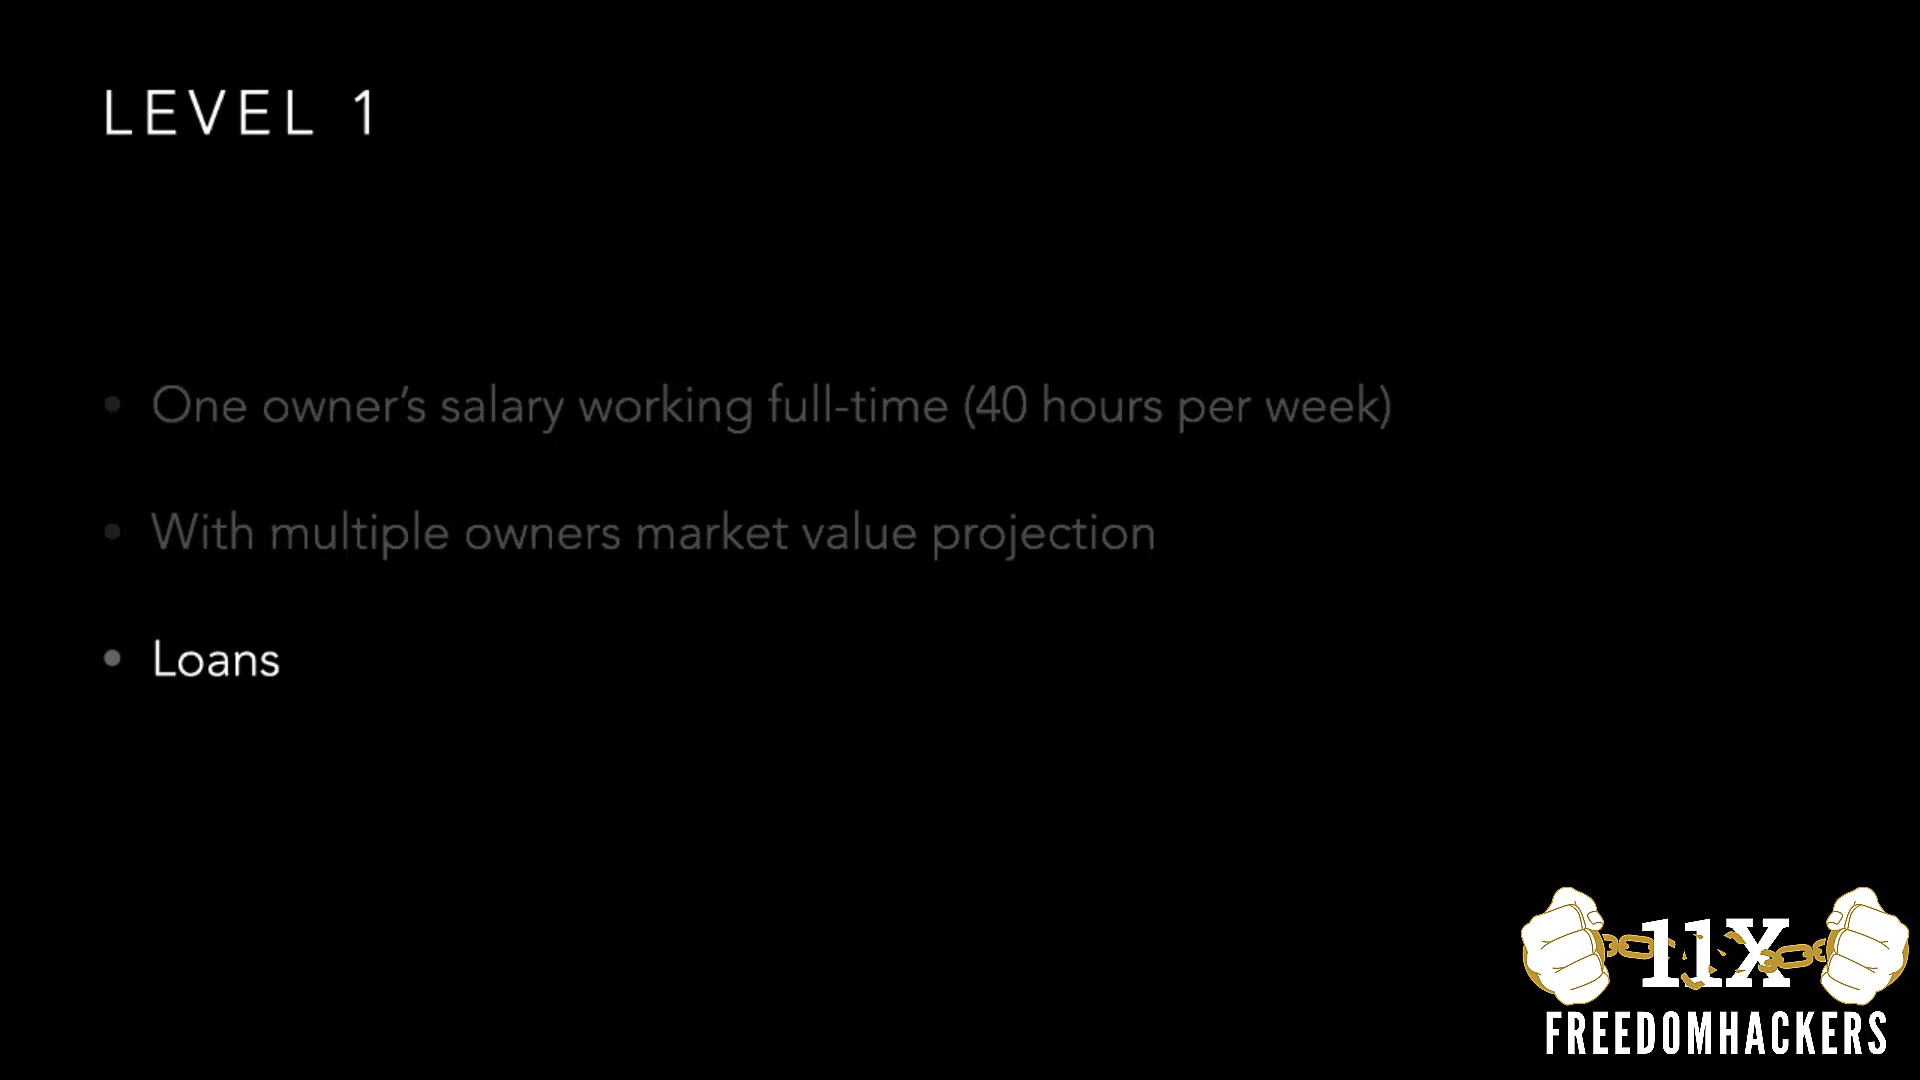 LEVEL 1
• One owner’s salary working full-time (40 hours per week)
• With multiple owners market value projection
• Loans
11X
FREEDOMHACKERS